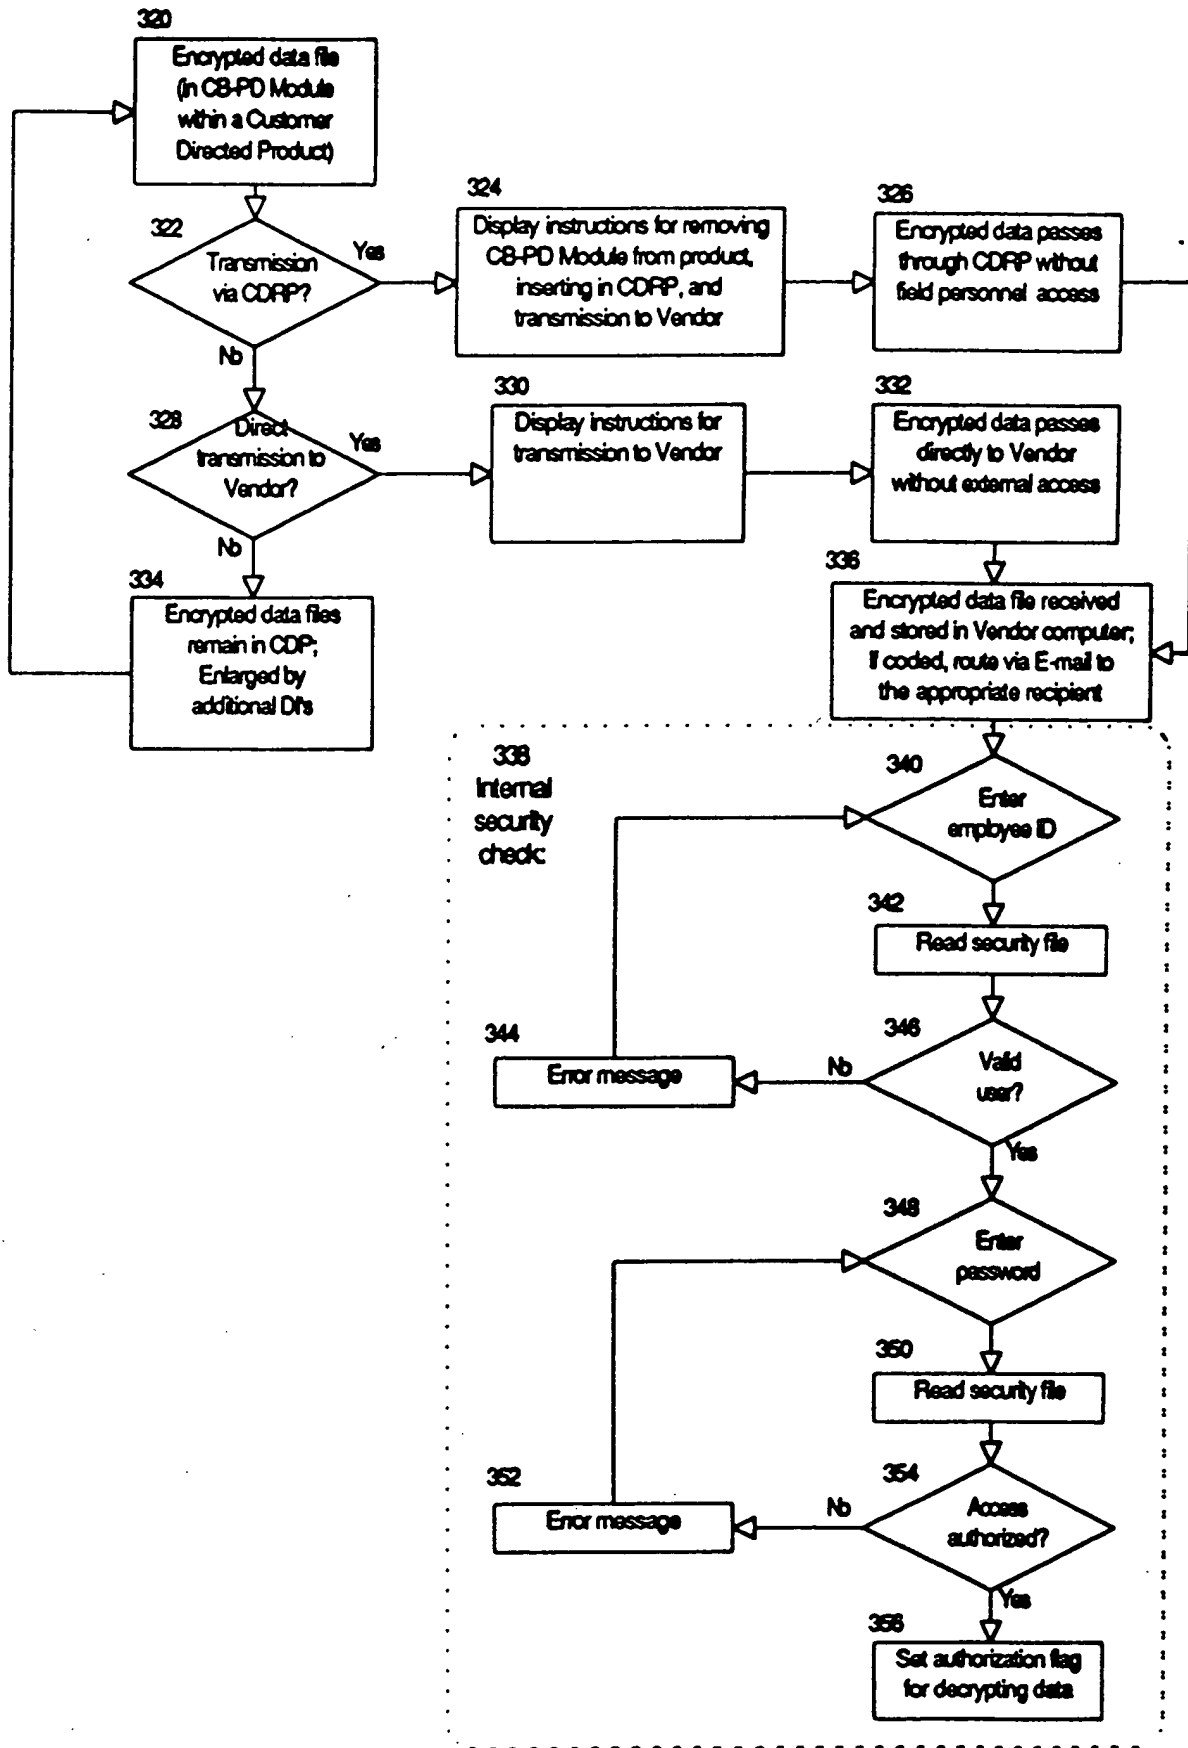 320
Encrypted data file
(in CB-PD Module
within a Customer
Directed Product)
322
Transmission
via CDRP?
Yes
No
324
Display instructions for removing
CB-PD Module from product,
inserting in CDRP, and
transmission to Vendor
326
Encrypted data passes
through CDRP without
field personnel access
328
Direct
transmission to
Vendor?
Yes
No
330
Display instructions for
transmission to Vendor
332
Encrypted data passes
directly to Vendor
without external access
334
Encrypted data files
remain in CDP;
Enlarged by
additional DI's
336
Encrypted data file received
and stored in Vendor computer;
If coded, route via E-mail to
the appropriate recipient
338
Internal
security
check:
340
Enter
employee ID
342
Read security file
344
Error message
346
Valid
user?
No
Yes
348
Enter
password
350
Read security file
352
Error message
354
Access
authorized?
No
Yes
356
Set authorization flag
for decrypting data